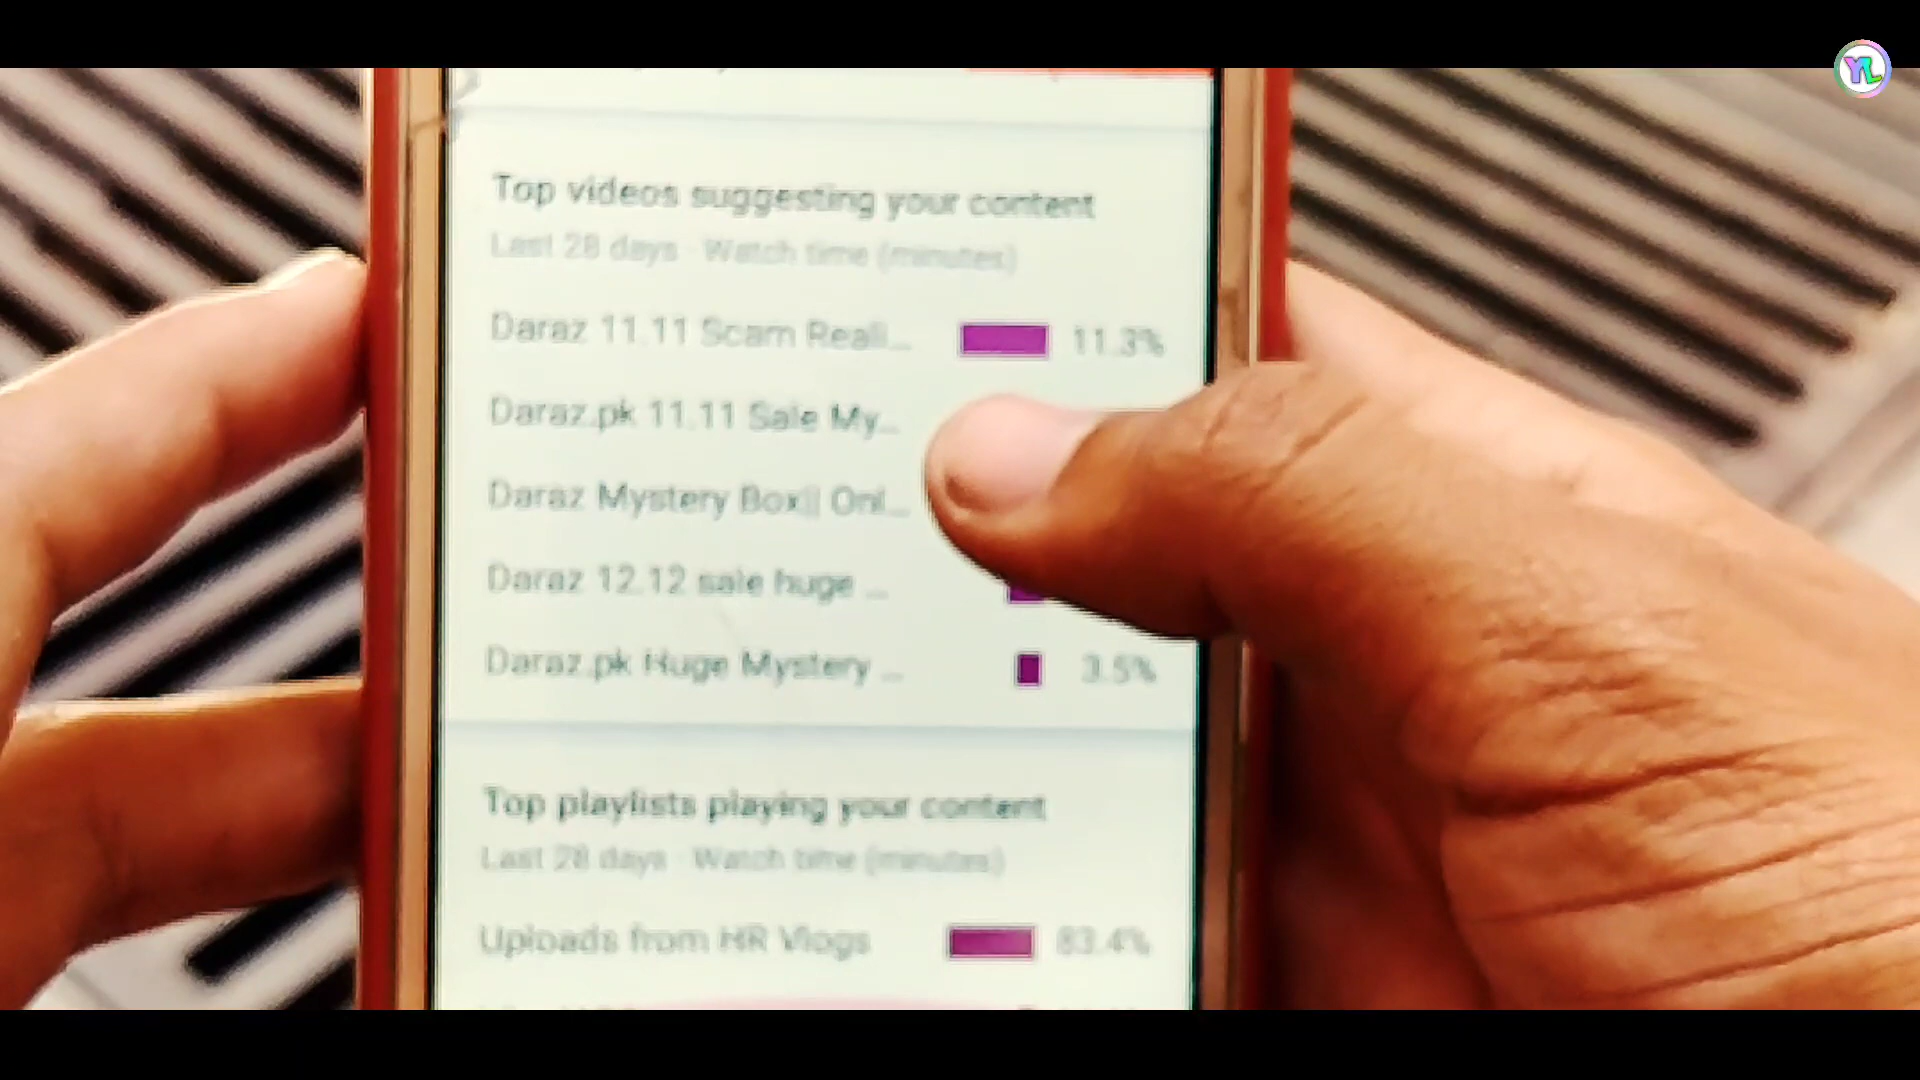 Top videos suggesting your content
Last 28 days · Watch time (minutes)
Daraz 11.11 Scam Reali... 11.3%
Daraz.pk 11.11 Sale My...
Daraz Mystery Box|| Onl...
Daraz 12.12 sale huge ...
Daraz.pk Huge Mystery ... 3.5%
Top playlists playing your content
Last 28 days · Watch time (minutes)
Uploads from HR Vlogs 83.4%
YL